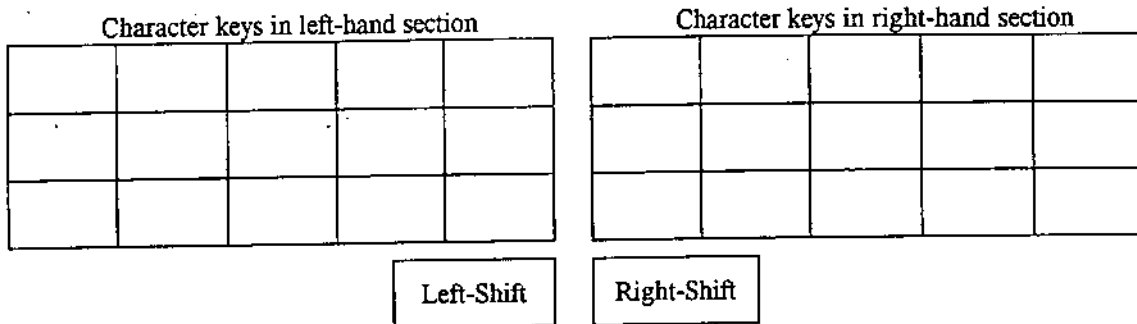 Character keys in left-hand section
Character keys in right-hand section
Left-Shift
Right-Shift